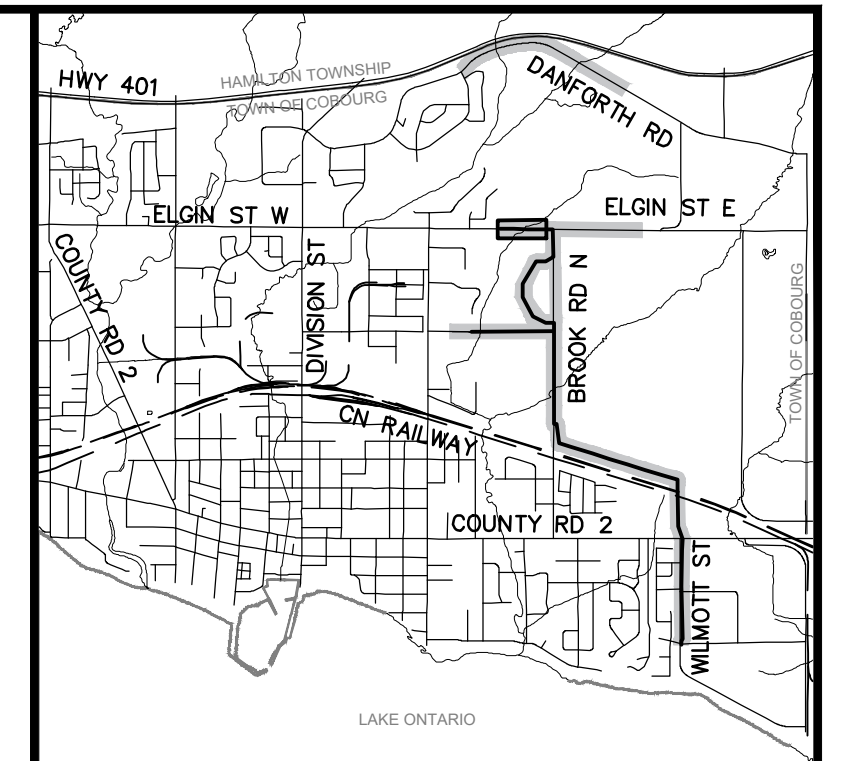 HWY 401
HAMILTON TOWNSHIP
TOWN OF COBOURG
DANFORTH RD
ELGIN ST W
ELGIN ST E
COUNTY RD 2
DIVISION ST
BROOK RD N
TOWN OF COBOURG
CN RAILWAY
COUNTY RD 2
WILMOTT ST
LAKE ONTARIO